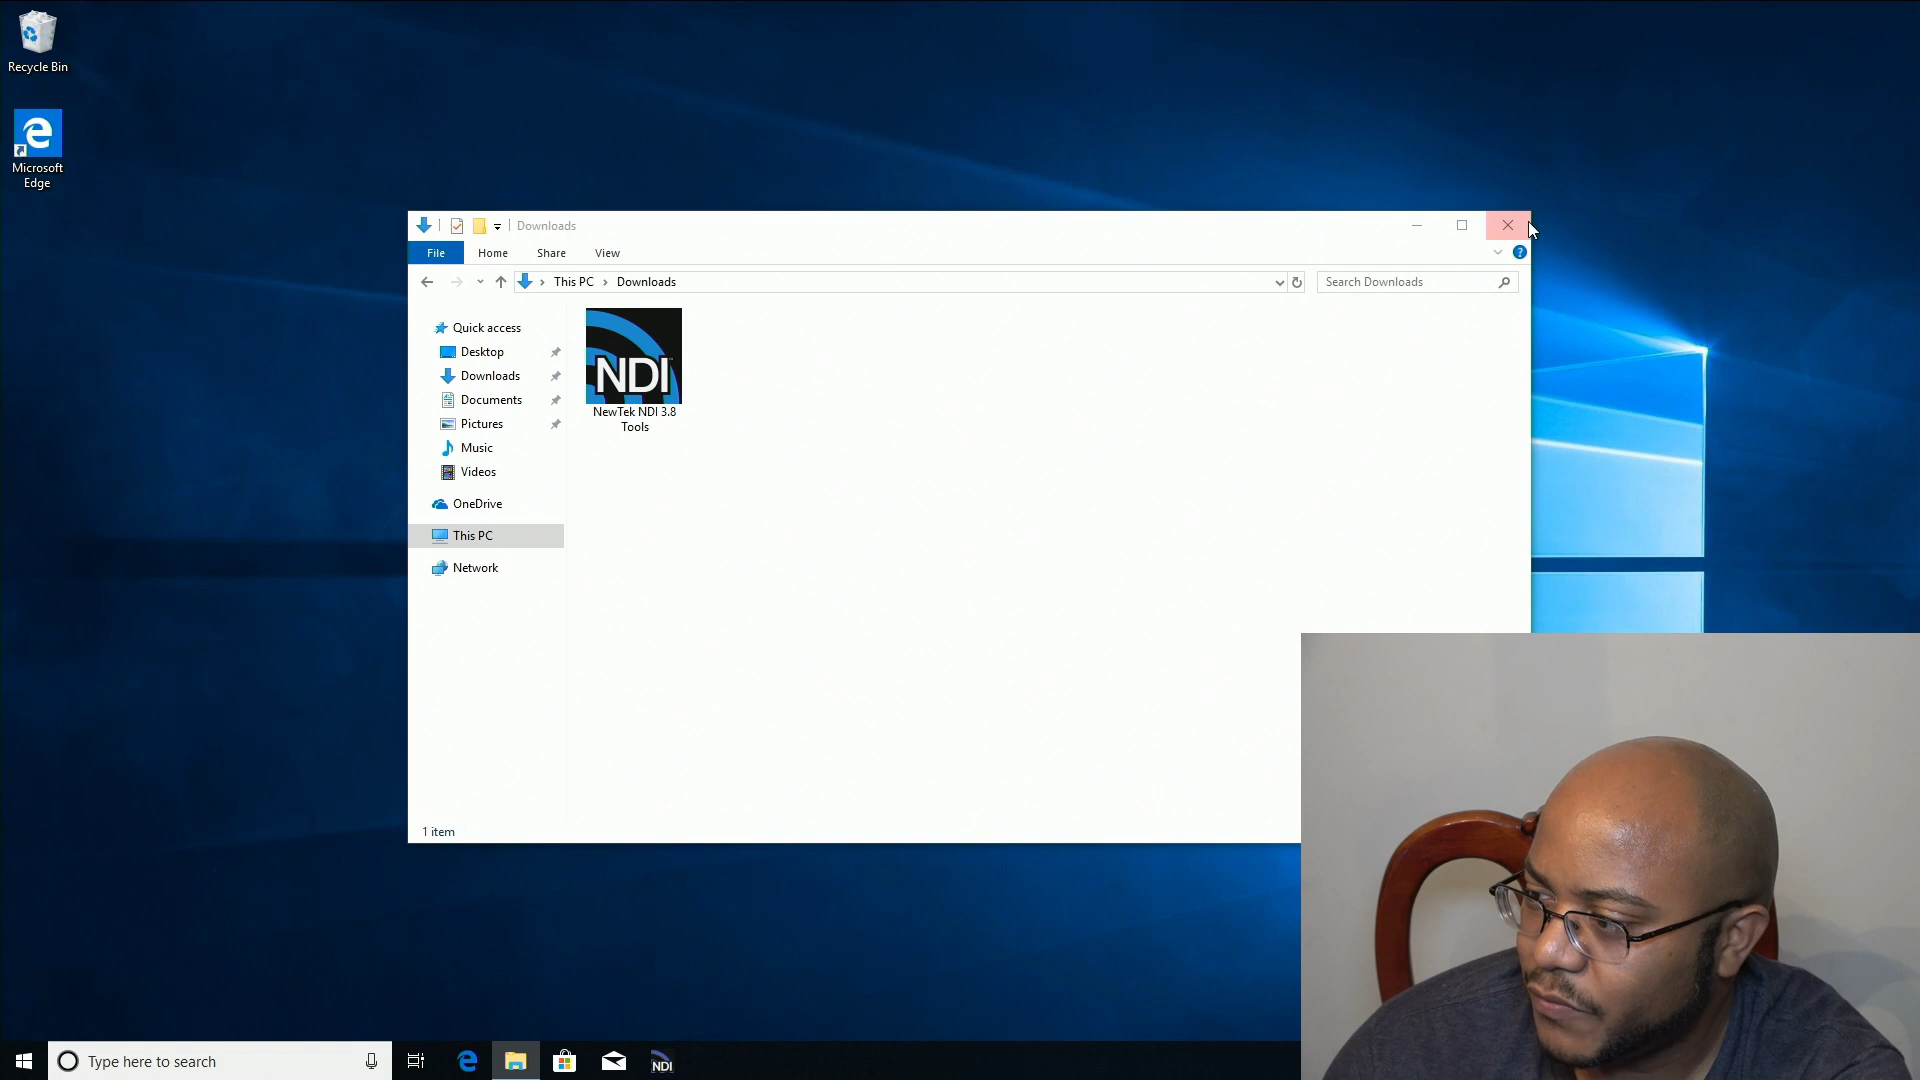 Recycle Bin
Microsoft
Edge
Downloads
File Home Share View
This PC Downloads
Search Downloads
Quick access
Desktop
Downloads
Documents
Pictures
Music
Videos
OneDrive
This PC
Network
NDI
NewTek NDI 3.8
Tools
1 item
Type here to search
NDI